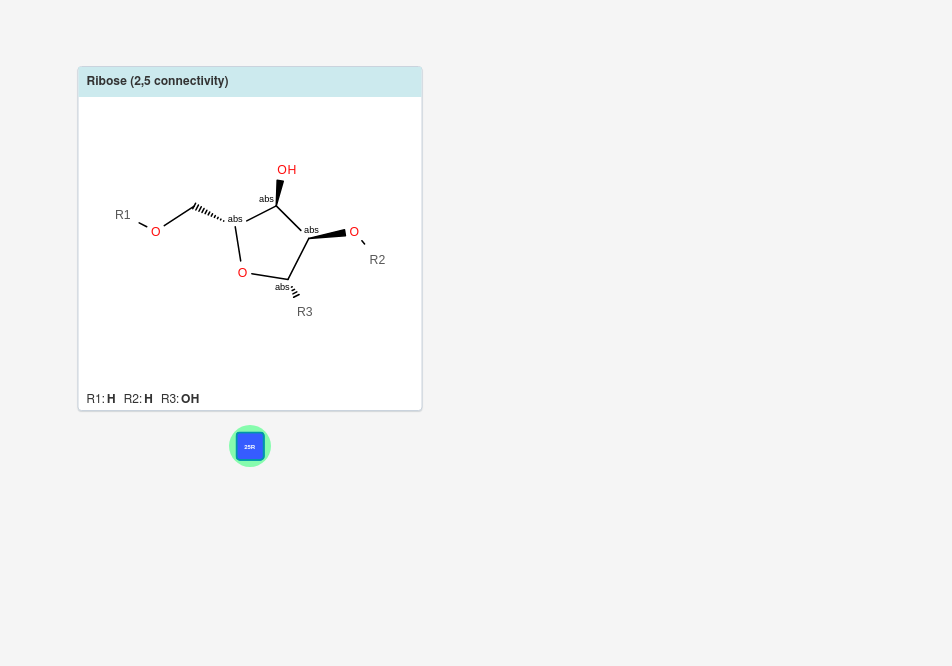 Ribose (2,5 connectivity)
OH
abs
R1
abs
O
abs
O
R2
O
abs
R3
R1: H R2: H R3: OH
25R